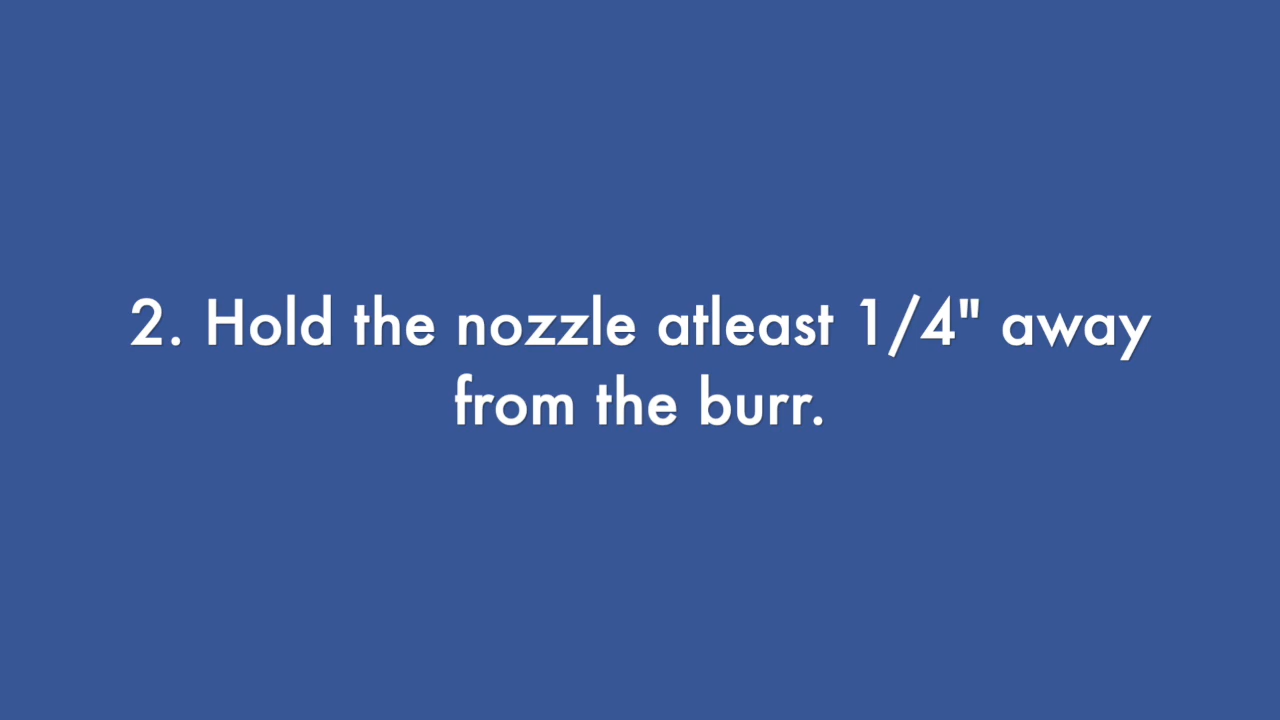 2. Hold the nozzle atleast 1/4" away
from the burr.